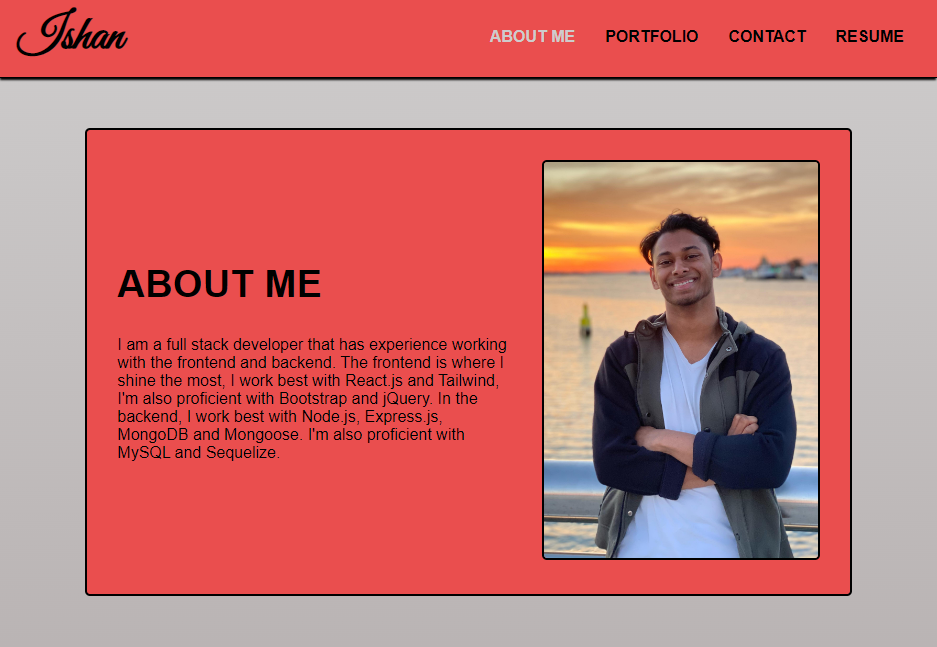 Ishan
ABOUT ME
PORTFOLIO
CONTACT
RESUME
ABOUT ME
I am a full stack developer that has experience working
with the frontend and backend. The frontend is where I
shine the most, I work best with React.js and Tailwind,
I'm also proficient with Bootstrap and jQuery. In the
backend, I work best with Node.js, Express.js,
MongoDB and Mongoose. I'm also proficient with
MySQL and Sequelize.